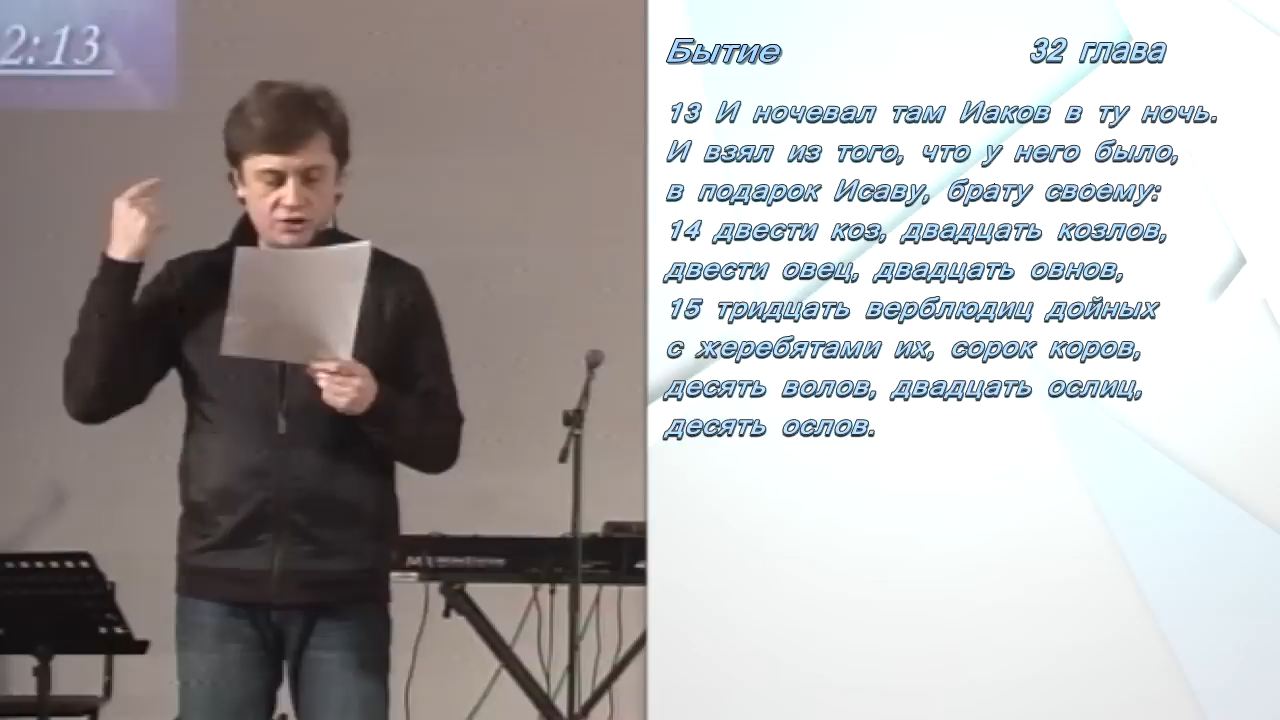 2:13
Бытие 32 глава
13 И ночевал там Иаков в ту ночь.
И взял из того, что у него было,
в подарок Исаву, брату своему:
14 двести коз, двадцать козлов,
двести овец, двадцать овнов,
15 тридцать верблюдиц дойных
с жеребятами их, сорок коров,
десять волов, двадцать ослиц,
десять ослов.